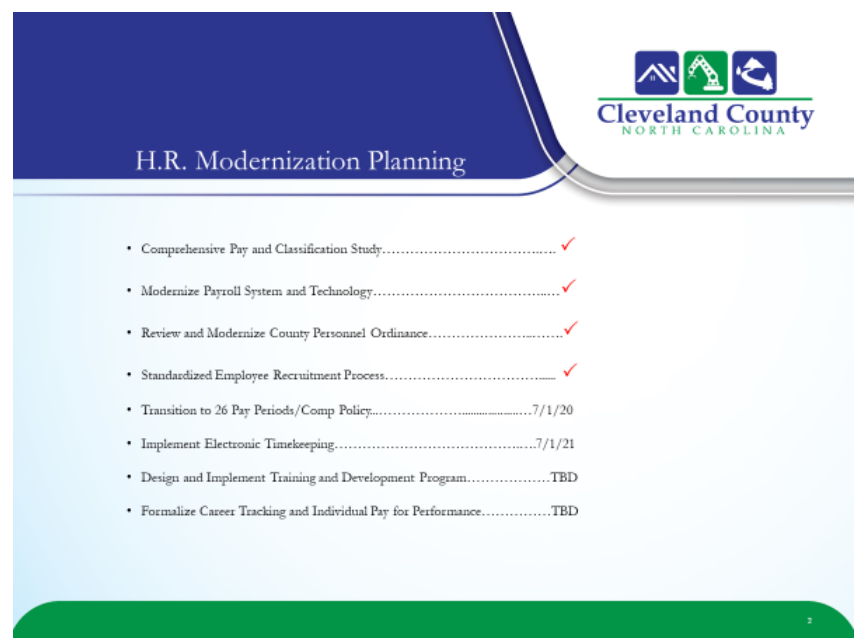 Cleveland County
NORTH CAROLINA
H.R. Modernization Planning
• Comprehensive Pay and Classification Study…………………………….…. ✓
• Modernize Payroll System and Technology………………………………..…✓
• Review and Modernize County Personnel Ordinance…………………...…….✓
• Standardized Employee Recruitment Process……………………………...... ✓
• Transition to 26 Pay Periods/Comp Policy...………………....................…7/1/20
• Implement Electronic Timekeeping…………………………………..….7/1/21
• Design and Implement Training and Development Program………………TBD
• Formalize Career Tracking and Individual Pay for Performance……………TBD
2